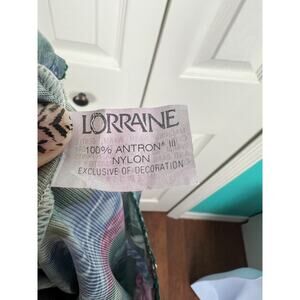 LORRAINE
100% ANTRON® III
NYLON
EXCLUSIVE OF DECORATION